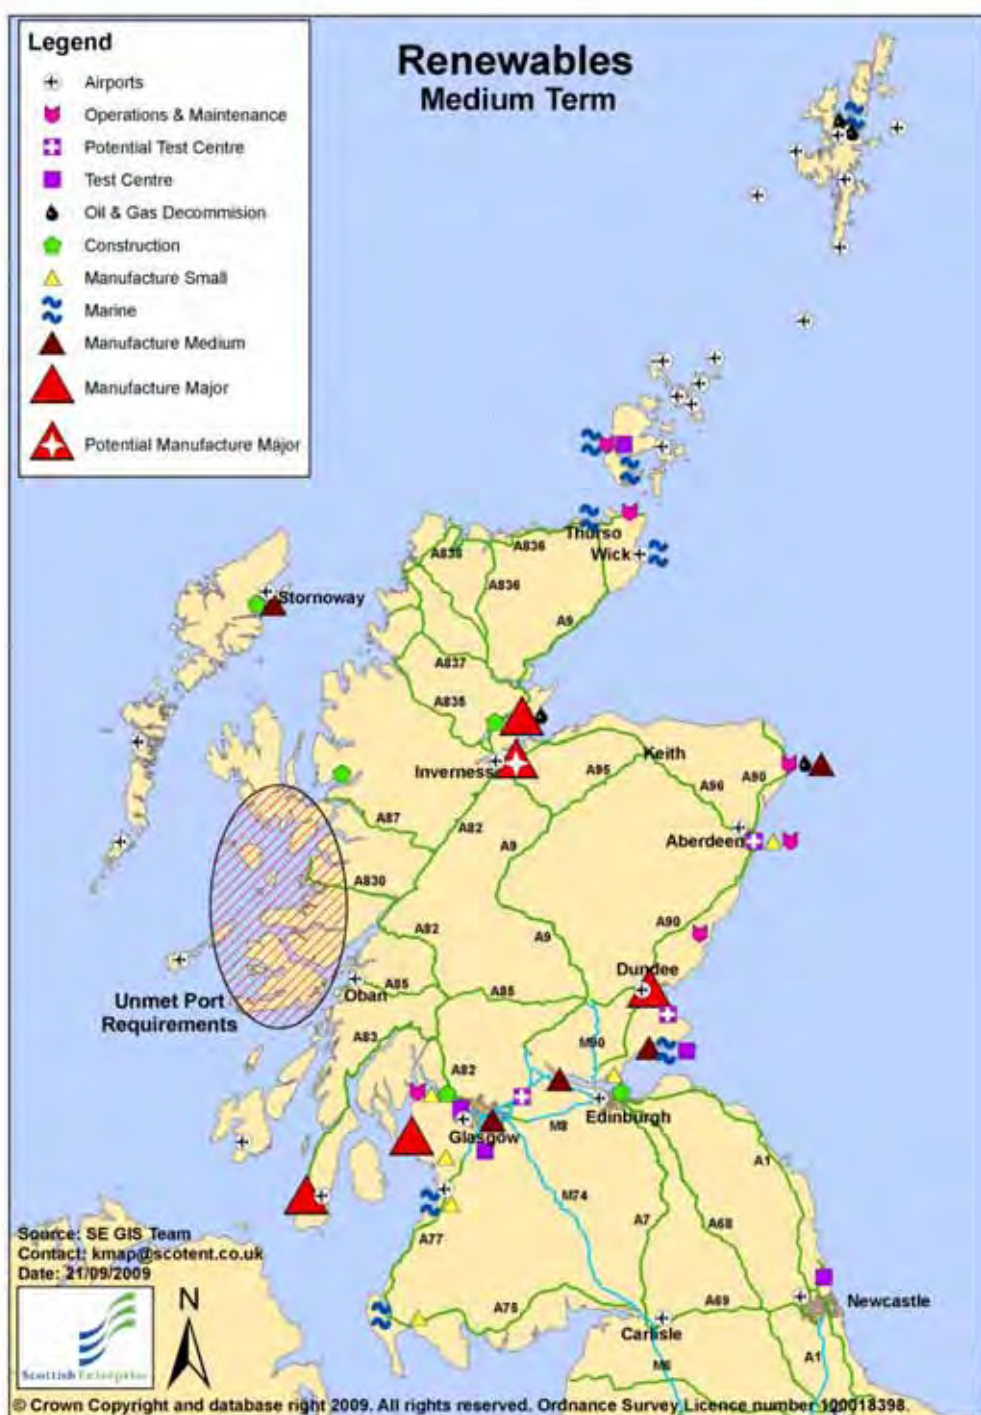 Legend
Airports
Operations & Maintenance
Potential Test Centre
Test Centre
Oil & Gas Decommision
Construction
Manufacture Small
Marine
Manufacture Medium
Manufacture Major
Potential Manufacture Major
Renewables
Medium Term
Thurso
Wick
A838
A836
A836
A9
Stornoway
A837
A835
Inverness
Keith
A95
A96
A90
A87
A82
A9
Aberdeen
A830
A82
A9
A90
Dundee
Unmet Port
Requirements
Oban
A85
A85
A83
M90
A82
Edinburgh
Glasgow
M8
A1
M74
A7
A68
A77
A75
A69
Carlisle
Newcastle
M6
A1
Source: SE GIS Team
Contact: kmap@scotent.co.uk
Date: 21/09/2009
N
Scottish Enterprise
© Crown Copyright and database right 2009. All rights reserved. Ordnance Survey Licence number 100018398.